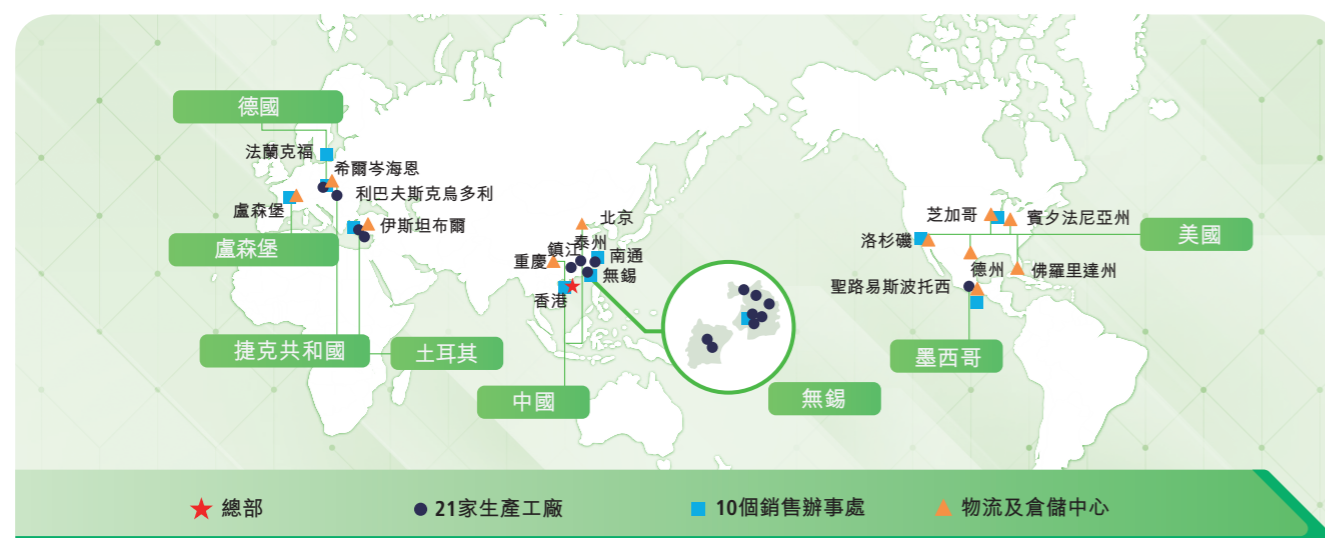 德國
法蘭克福
希爾岑海恩
利巴夫斯克烏多利
盧森堡
伊斯坦布爾
盧森堡
捷克共和國
土耳其
北京
泰州
鎮江
南通
重慶
無錫
香港
中國
無錫
芝加哥
賓夕法尼亞州
洛杉磯
美國
德州
佛羅里達州
聖路易斯波托西
墨西哥
總部
21家生產工廠
10個銷售辦事處
物流及倉儲中心